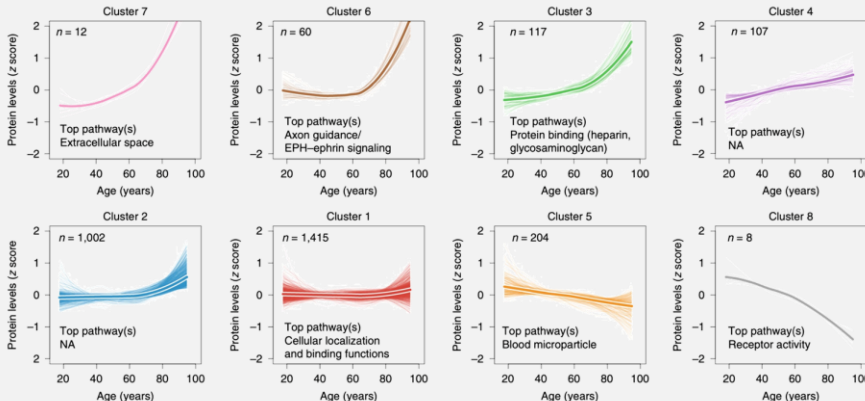 Cluster 7
Protein levels (z score)
2
1
0
−1
−2
n = 12
Top pathway(s)
Extracellular space
20 40 60 80 100
Age (years)
Cluster 6
Protein levels (z score)
2
1
0
−1
−2
n = 60
Top pathway(s)
Axon guidance/
EPH–ephrin signaling
20 40 60 80 100
Age (years)
Cluster 3
Protein levels (z score)
2
1
0
−1
−2
n = 117
Top pathway(s)
Protein binding (heparin,
glycosaminoglycan)
20 40 60 80 100
Age (years)
Cluster 4
Protein levels (z score)
2
1
0
−1
−2
n = 107
Top pathway(s)
NA
20 40 60 80 100
Age (years)
Cluster 2
Protein levels (z score
2
1
0
−1
2
n = 1,002
Top pathway(s)
NA
20 40 60 80 100
Age (years)
Cluster 1
Protein levels (z score)
2
1
0
−1
−2
n = 1,415
Top pathway(s)
Cellular localization
and binding functions
20 40 60 80 100
Age (years)
Cluster 5
Protein levels (z score)
2
1
0
−1
−2
n = 204
Top pathway(s)
Blood microparticle
20 40 60 80 100
Age (years)
Cluster 8
Protein levels (z score)
2
1
0
−1
−2
n = 8
Top pathway(s)
Receptor activity
20 40 60 80 100
Age (years)